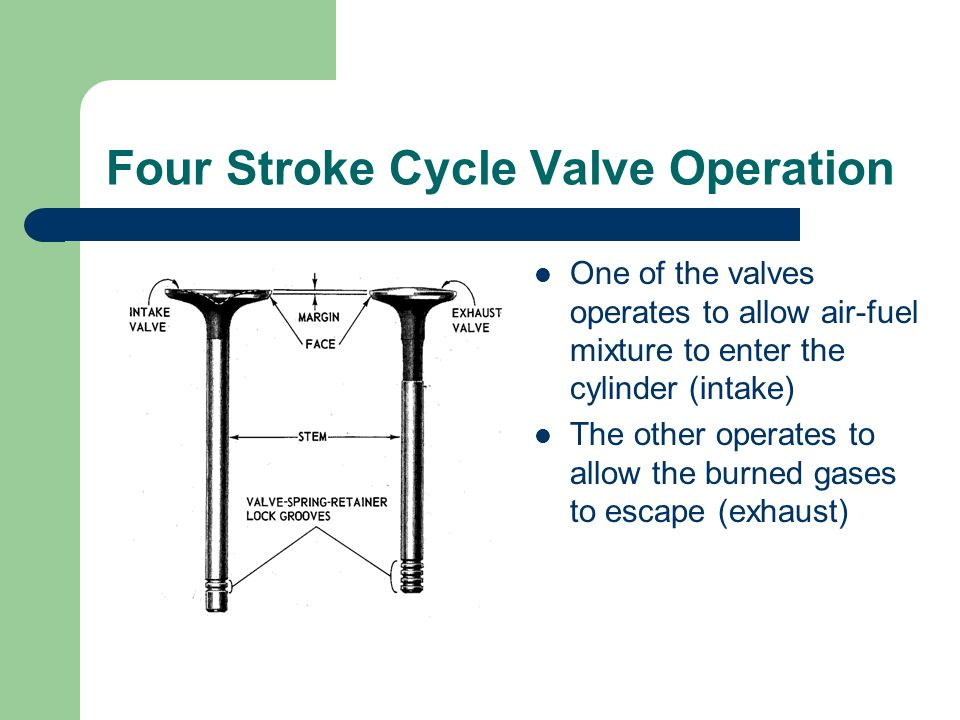 Four Stroke Cycle Valve Operation
INTAKE
VALVE
MARGIN
FACE
EXHAUST
VALVE
STEM
VALVE-SPRING-RETAINER
LOCK GROOVES
One of the valves
operates to allow air-fuel
mixture to enter the
cylinder (intake)
The other operates to
allow the burned gases
to escape (exhaust)